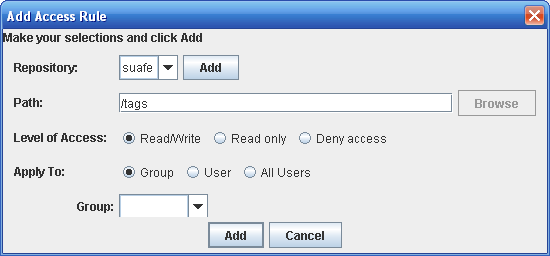 Add Access Rule
Make your selections and click Add
Repository: suafe Add
Path: /tags Browse
Level of Access: Read/Write Read only Deny access
Apply To: Group User All Users
Group:
Add Cancel